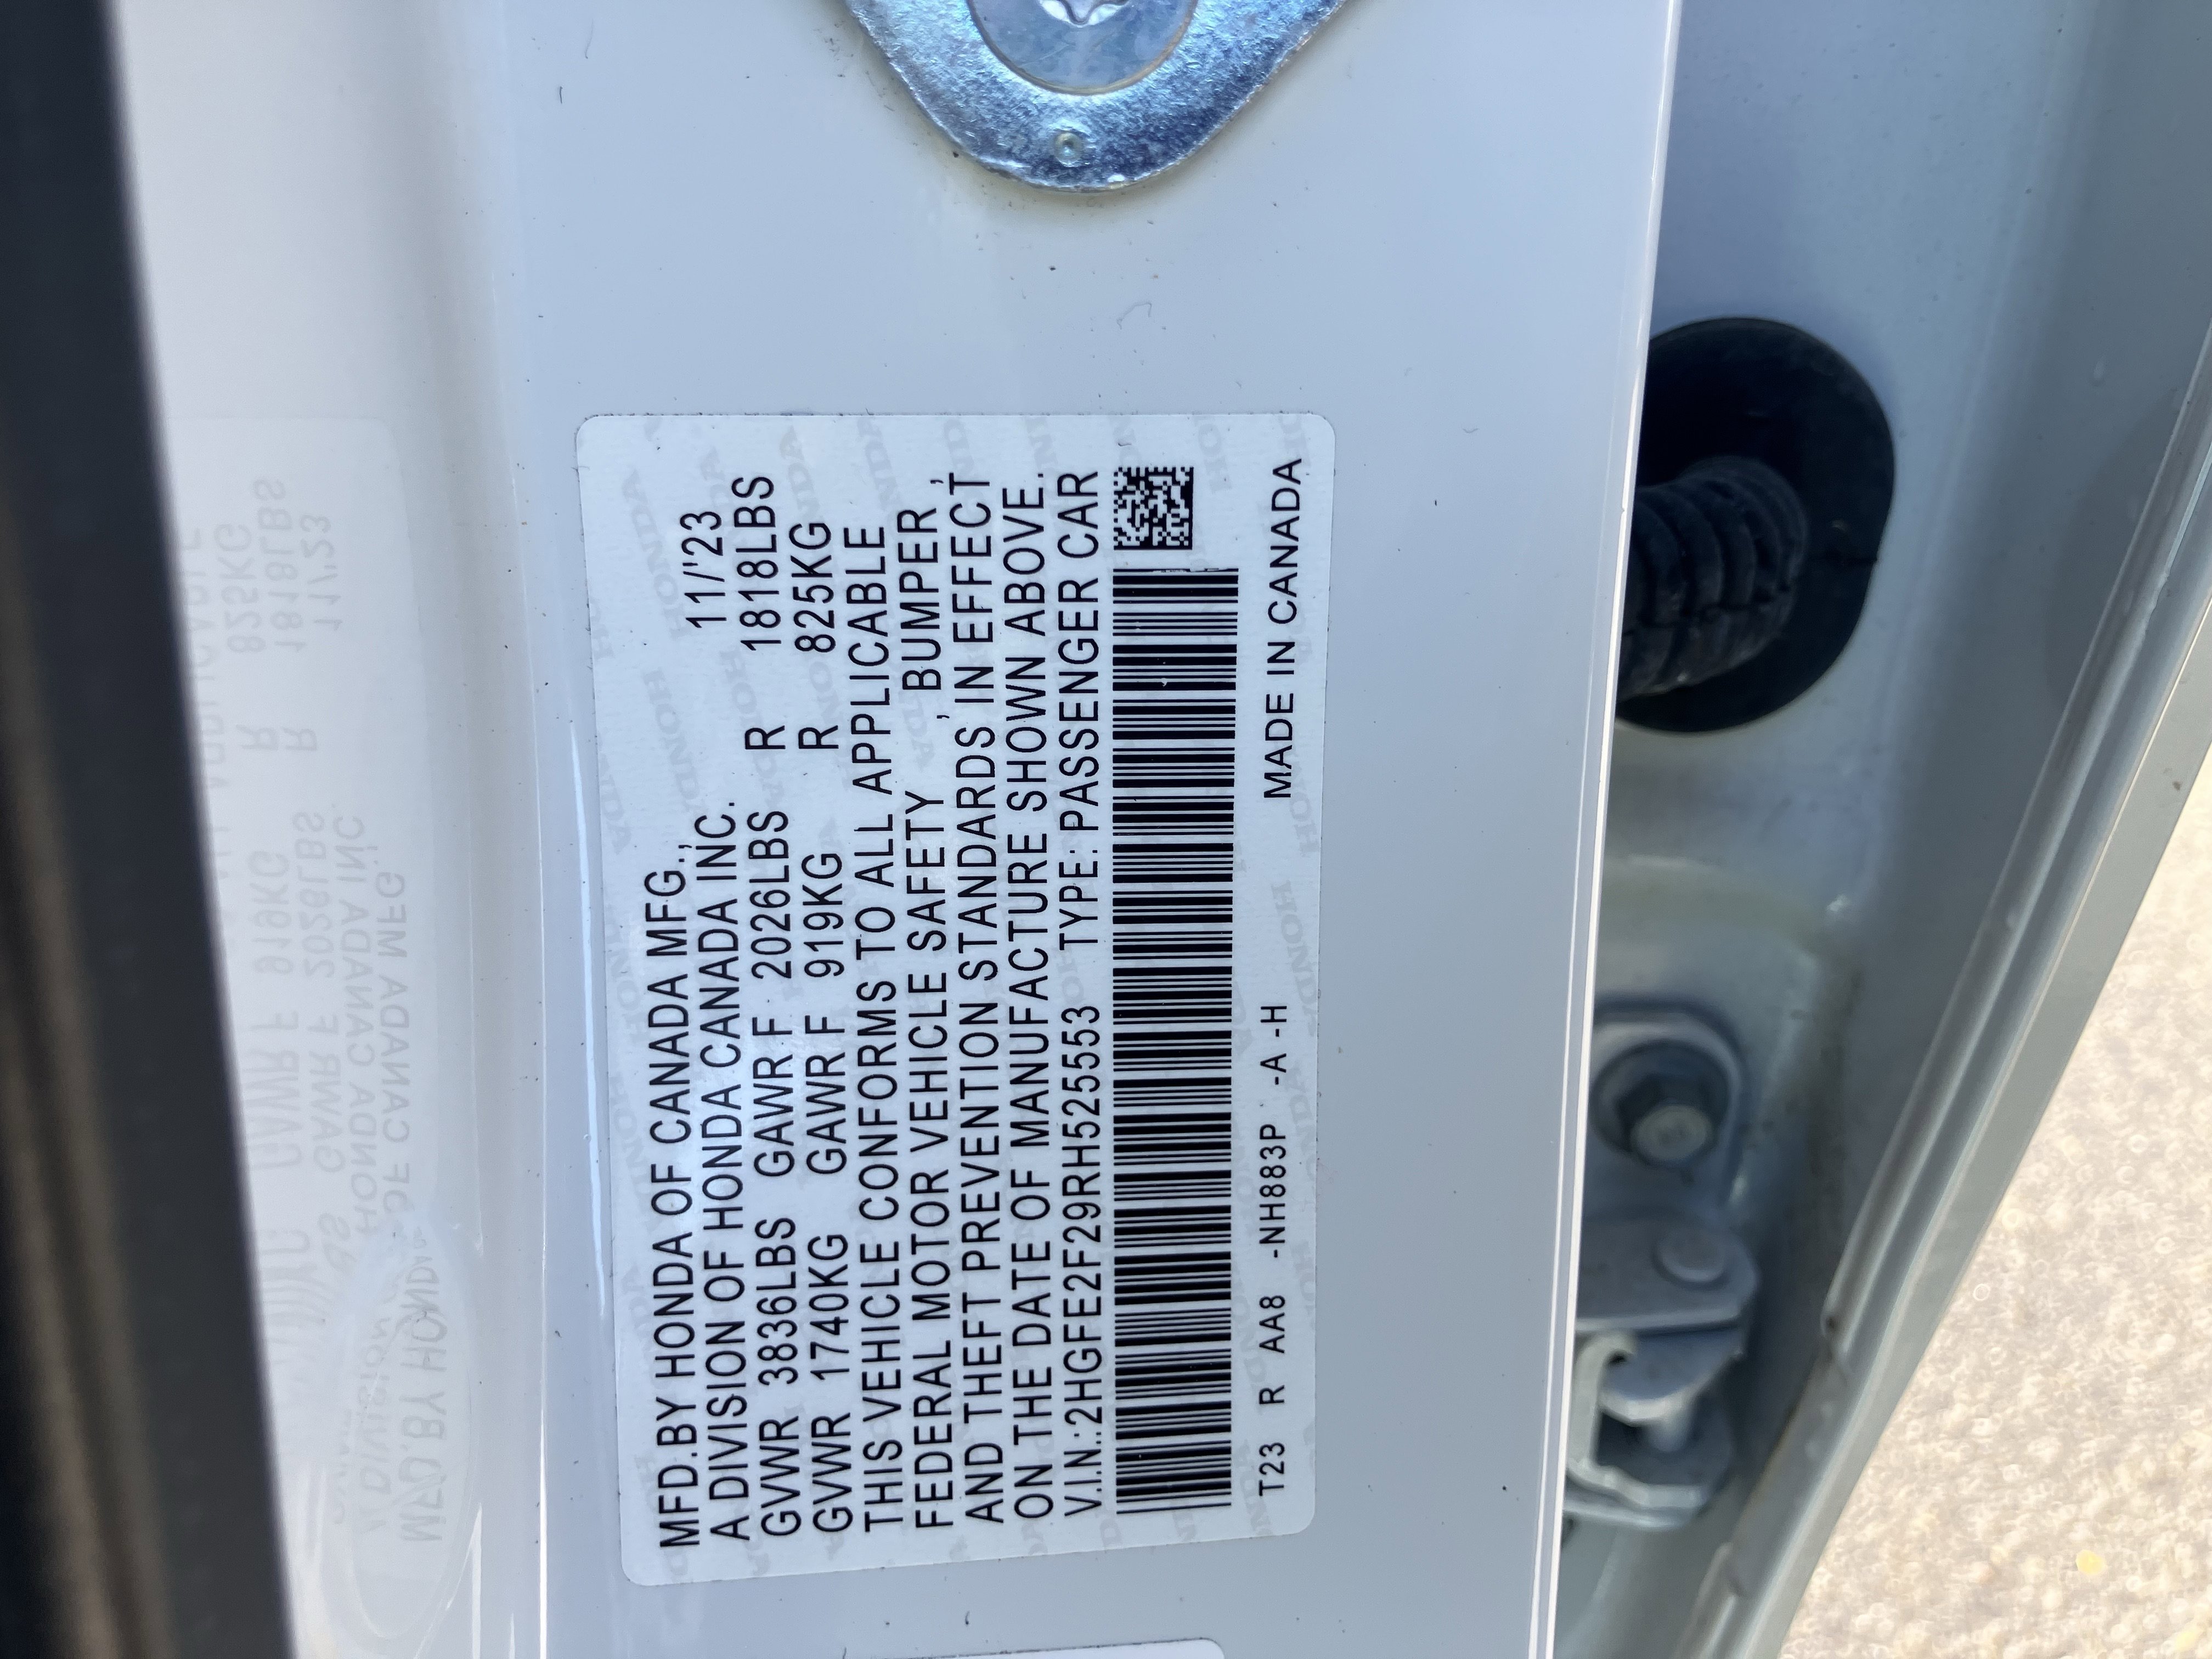 MFD.BY HONDA OF CANADA MFG.,
A DIVISION OF HONDA CANADA INC. 11/'23
GVWR 3836LBS GAWR F 2026LBS R 1818LBS
GVWR 1740KG GAWR F 919KG R 825KG
THIS VEHICLE CONFORMS TO ALL APPLICABLE
FEDERAL MOTOR VEHICLE SAFETY , BUMPER ,
AND THEFT PREVENTION STANDARDS IN EFFECT
ON THE DATE OF MANUFACTURE SHOWN ABOVE.
V.I.N.:2HGFE2F29RH525553 TYPE: PASSENGER CAR
T23 R AA8 -NH883P -A -H MADE IN CANADA